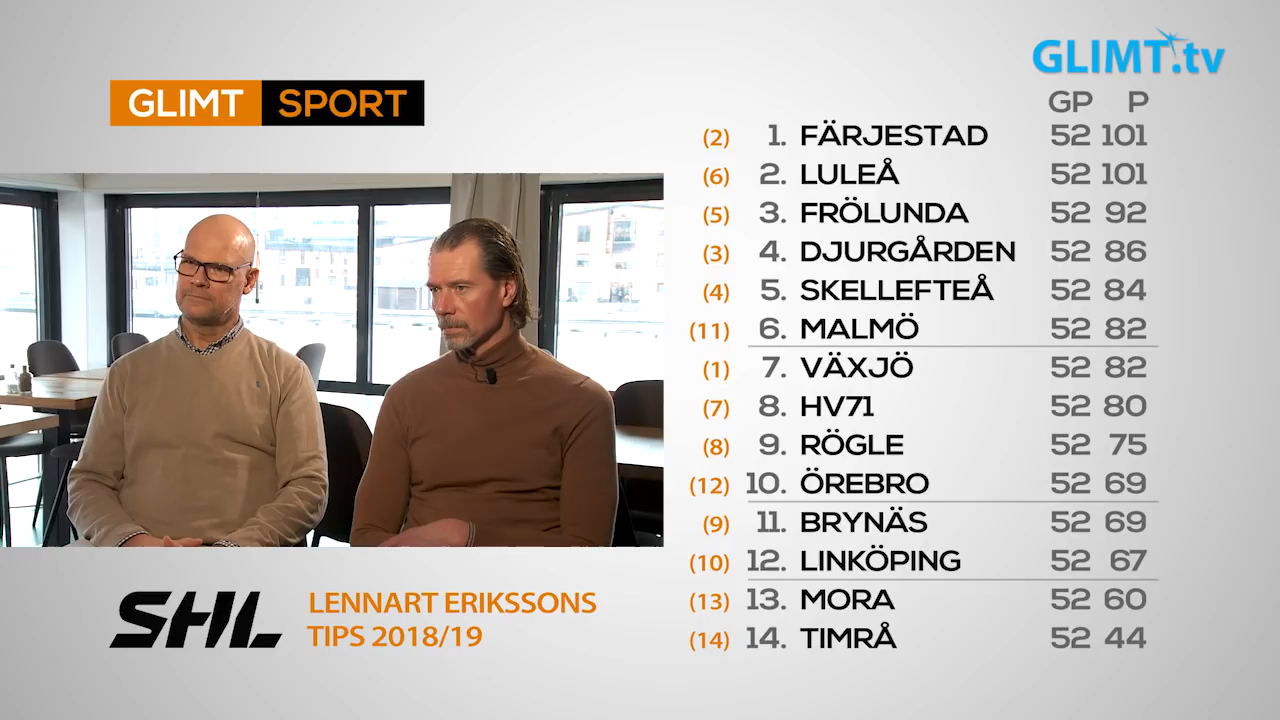 GLIMT.tv
GLIMT SPORT
GP P
(2) 1. FÄRJESTAD 52 101
(6) 2. LULEÅ 52 101
(5) 3. FRÖLUNDA 52 92
(3) 4. DJURGÅRDEN 52 86
(4) 5. SKELLEFTEÅ 52 84
(11) 6. MALMÖ 52 82
(1) 7. VÄXJÖ 52 82
(7) 8. HV71 52 80
(8) 9. RÖGLE 52 75
(12) 10. ÖREBRO 52 69
(9) 11. BRYNÄS 52 69
(10) 12. LINKÖPING 52 67
(13) 13. MORA 52 60
(14) 14. TIMRÅ 52 44
SHL
LENNART ERIKSSONS
TIPS 2018/19